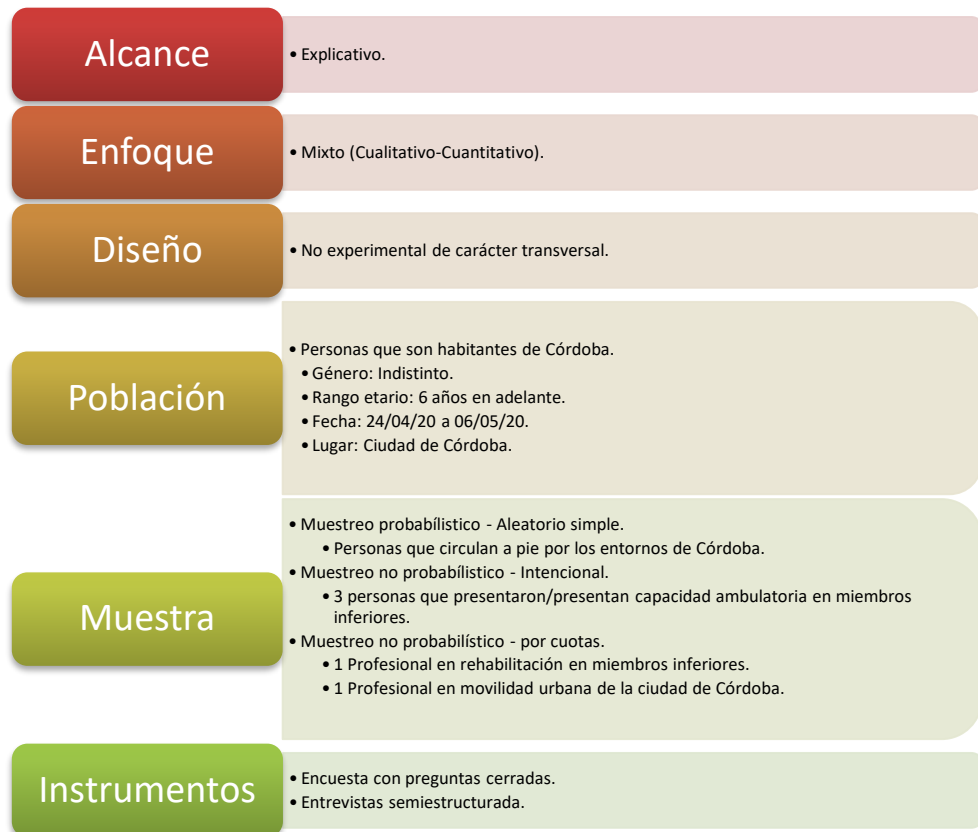 Alcance
• Explicativo.
Enfoque
• Mixto (Cualitativo-Cuantitativo).
Diseño
• No experimental de carácter transversal.
Población
• Personas que son habitantes de Córdoba.
• Género: Indistinto.
• Rango etario: 6 años en adelante.
• Fecha: 24/04/20 a 06/05/20.
• Lugar: Ciudad de Córdoba.
Muestra
• Muestreo probabílistico - Aleatorio simple.
• Personas que circulan a pie por los entornos de Córdoba.
• Muestreo no probabílistico - Intencional.
• 3 personas que presentaron/presentan capacidad ambulatoria en miembros
inferiores.
• Muestreo no probabilístico - por cuotas.
• 1 Profesional en rehabilitación en miembros inferiores.
• 1 Profesional en movilidad urbana de la ciudad de Córdoba.
Instrumentos
• Encuesta con preguntas cerradas.
• Entrevistas semiestructurada.